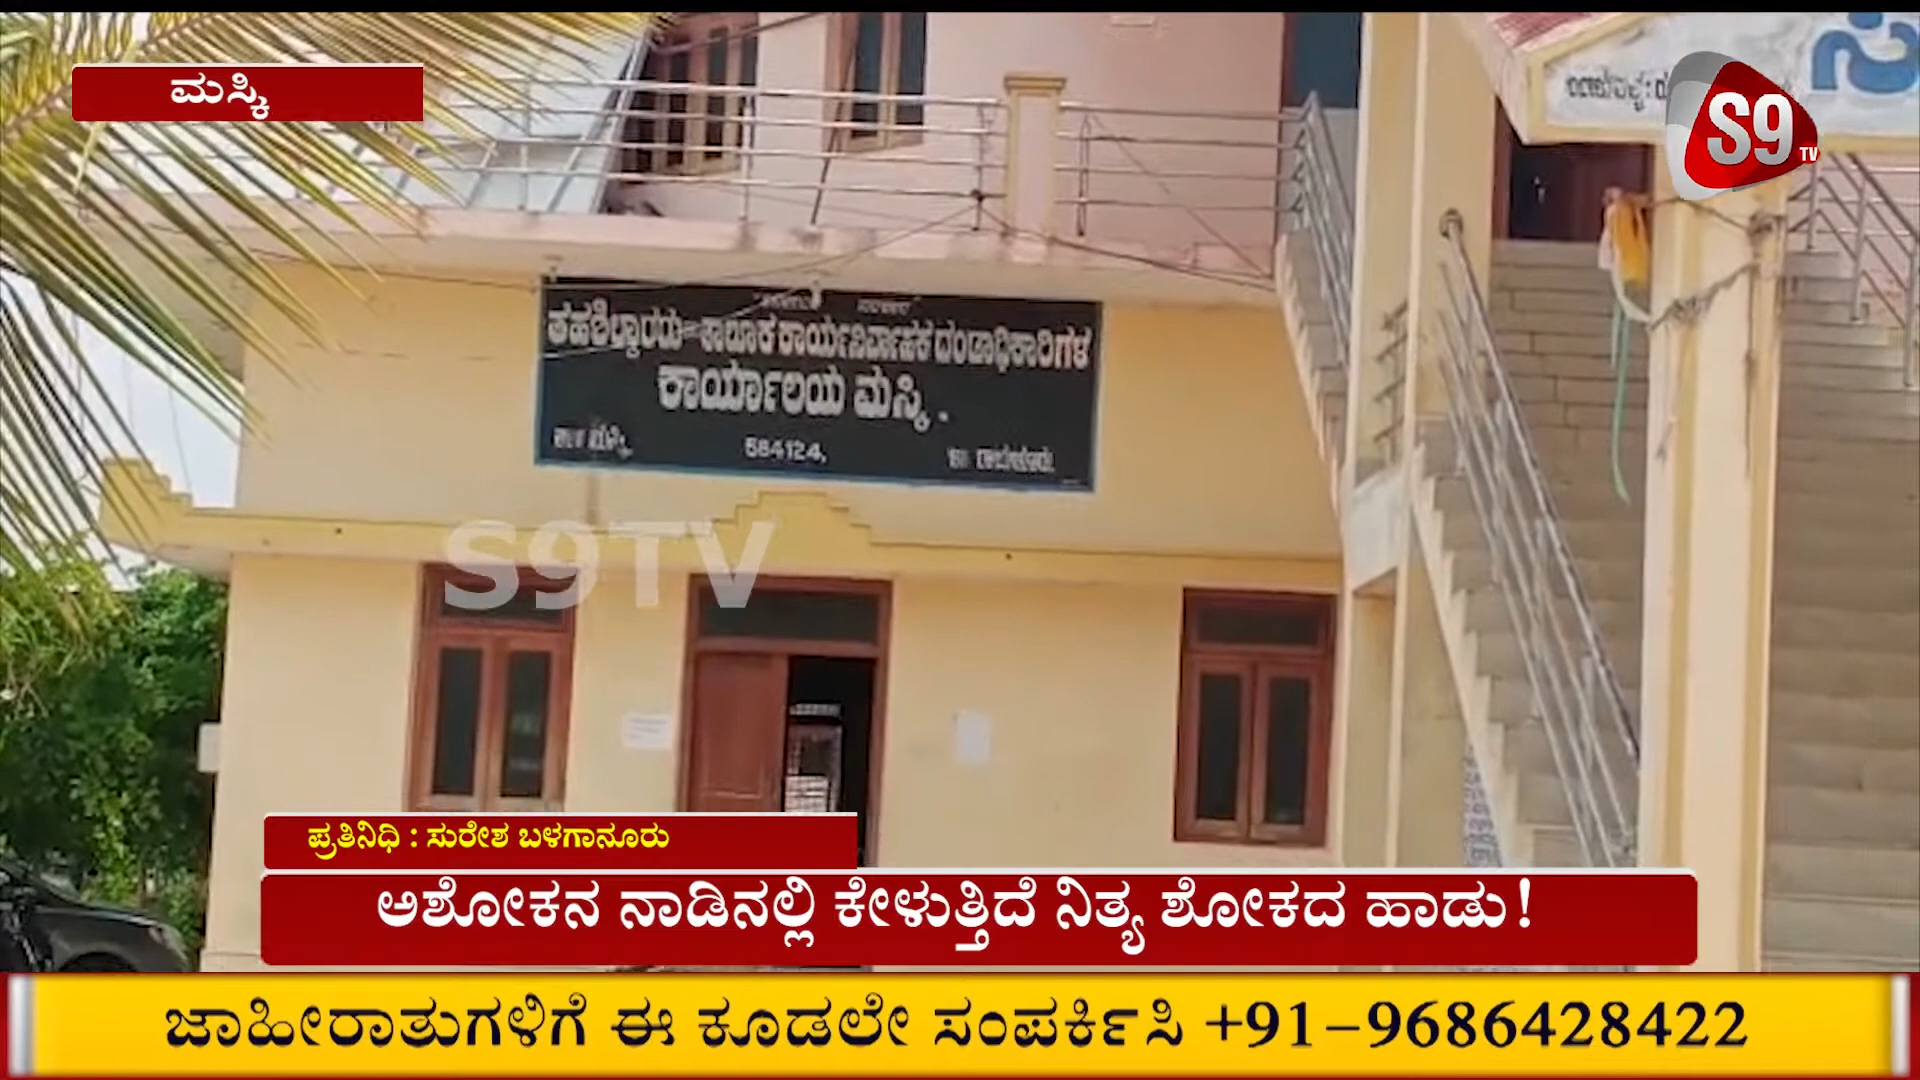 ಮಸ್ಕಿ
S9
TV
ತಹಶಿಲ್ದಾರರು ತಾಲೂಕ ಕಾರ್ಯನಿರ್ವಾಹಕ ದಂಡಾಧಿಕಾರಿಗಳ
ಕಾರ್ಯಾಲಯ ಮಸ್ಕಿ.
584124,
S9TV
ಪ್ರತಿನಿಧಿ : ಸುರೇಶ ಬಳಗಾನೂರು
ಅಶೋಕನ ನಾಡಿನಲ್ಲಿ ಕೇಳುತ್ತಿದೆ ನಿತ್ಯ ಶೋಕದ ಹಾಡು!
ಜಾಹೀರಾತುಗಳಿಗೆ ಈ ಕೂಡಲೇ ಸಂಪರ್ಕಿಸಿ +91-9686428422